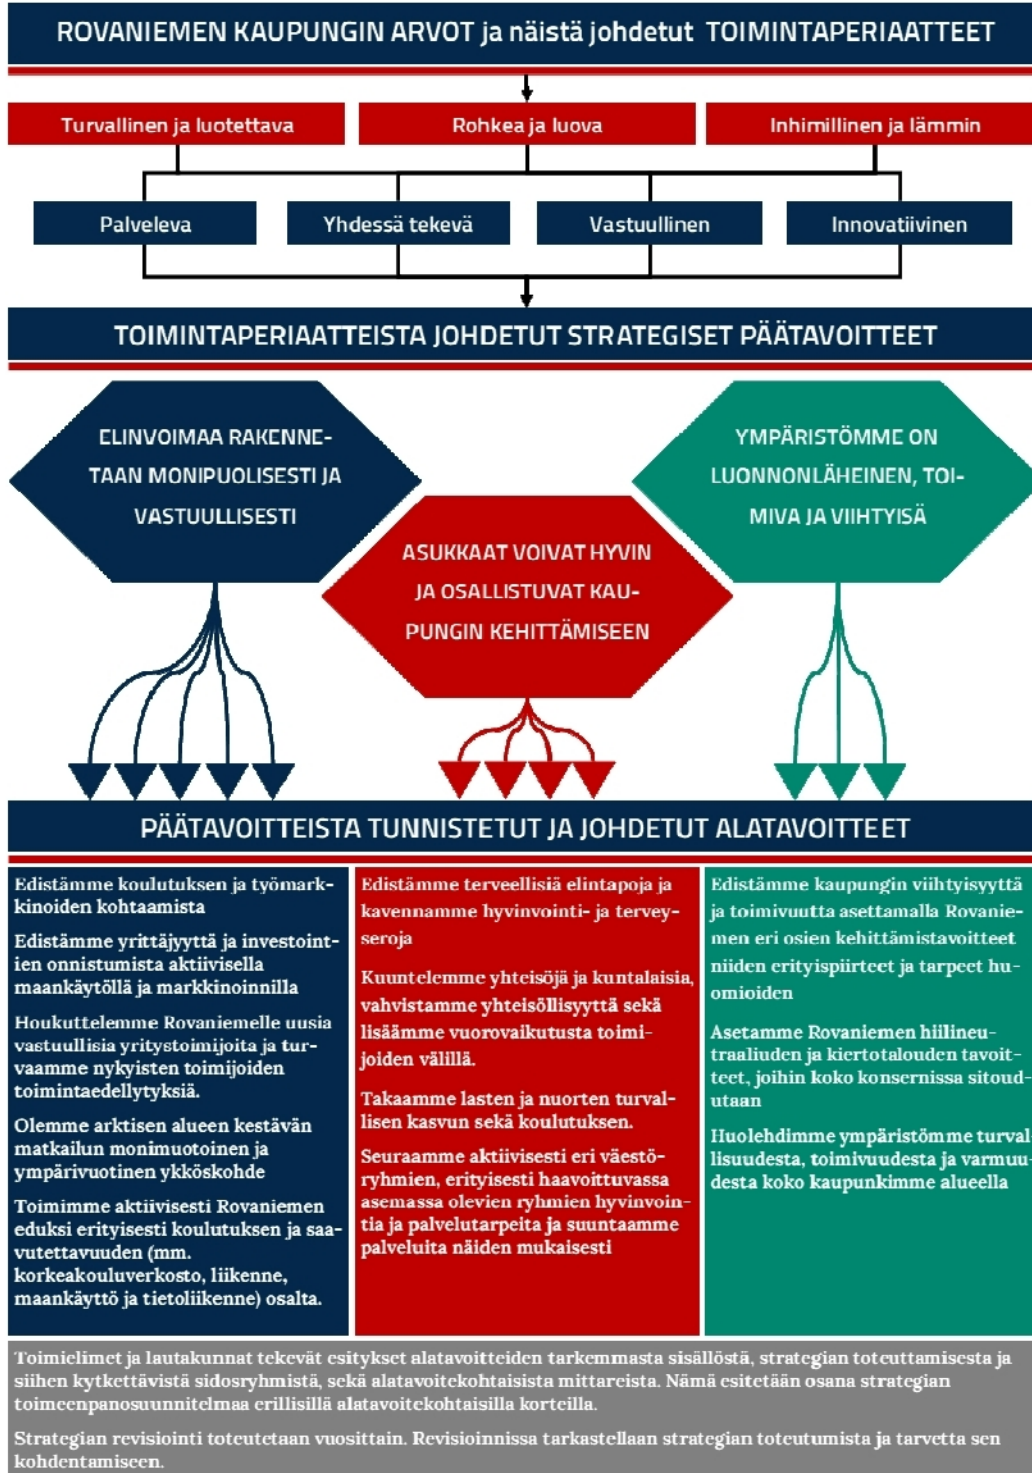 ROVANIEMEN KAUPUNGIN ARVOT ja näistä johdetut TOIMINTAPERIAATTEET
Turvallinen ja luotettava
Rohkea ja luova
Inhimillinen ja lämmin
Palveleva
Yhdessä tekevä
Vastuullinen
Innovatiivinen
TOIMINTAPERIAATTEISTA JOHDETUT STRATEGISET PÄÄTAVOITTEET
ELINVOIMAA RAKENNE-
TAAN MONIPUOLISESTI JA
VASTUULLISESTI
ASUKKAAT VOIVAT HYVIN
JA OSALLISTUVAT KAU-
PUNGIN KEHITTÄMISEEN
YMPÄRISTÖMME ON
LUONNONLÄHEINEN, TOI-
MIVA JA VIIHTYISÄ
PÄÄTAVOITTEISTA TUNNISTETUT JA JOHDETUT ALATAVOITTEET
Edistämme koulutuksen ja työmark-
kinoiden kohtaamista
Edistämme yrittäjyyttä ja investoint-
ien onnistumista aktiivisella
maankäytöllä ja markkinoinnilla
Houkuttelemme Rovaniemelle uusia
vastuullisia yritystoimijoita ja tur-
vaamme nykyisten toimijoiden
toimintaedellytyksiä.
Olemme arktisen alueen kestävän
matkailun monimuotoinen ja
ympärivuotinen ykköskohde
Toimimme aktiivisesti Rovaniemen
eduksi erityisesti koulutuksen ja saa-
vutettavuuden (mm.
korkeakouluverkosto, liikenne,
maankäyttö ja tietoliikenne) osalta.
Edistämme terveellisiä elintapoja ja
kavennamme hyvinvointi- ja tervey-
seroja
Kuuntelemme yhteisöjä ja kuntalaisia,
vahvistamme yhteisöllisyyttä sekä
lisäämme vuorovaikutusta toimi-
joiden välillä.
Takaamme lasten ja nuorten turval-
lisen kasvun sekä koulutuksen.
Seuraamme aktiivisesti eri väestö-
ryhmien, erityisesti haavoittuvassa
asemassa olevien ryhmien hyvinvoin-
tia ja palvelutarpeita ja suuntaamme
palveluita näiden mukaisesti
Edistämme kaupungin viihtyisyyttä
ja toimivuutta asettamalla Rovanie-
men eri osien kehittämistavoitteet
niiden erityispiirteet ja tarpeet hu-
omioiden
Asetamme Rovaniemen hiilineu-
traaliuden ja kiertotalouden tavoit-
teet, joihin koko konsernissa sitoud-
utaan
Huolehdimme ympäristömme turval-
lisuudesta, toimivuudesta ja varmuu-
desta koko kaupunkimme alueella
Toimielimet ja lautakunnat tekevät esitykset alatavoitteiden tarkemmasta sisällöstä, strategian toteuttamisesta ja
siihen kytkettävistä sidosryhmistä, sekä alatavoitekohtaisista mittareista. Nämä esitetään osana strategian
toimeenpanosuunnitelmaa erillisillä alatavoitekohtaisilla korteilla.
Strategian revisiointi toteutetaan vuosittain. Revisioinnissa tarkastellaan strategian toteutumista ja tarvetta sen
kohdentamiseen.